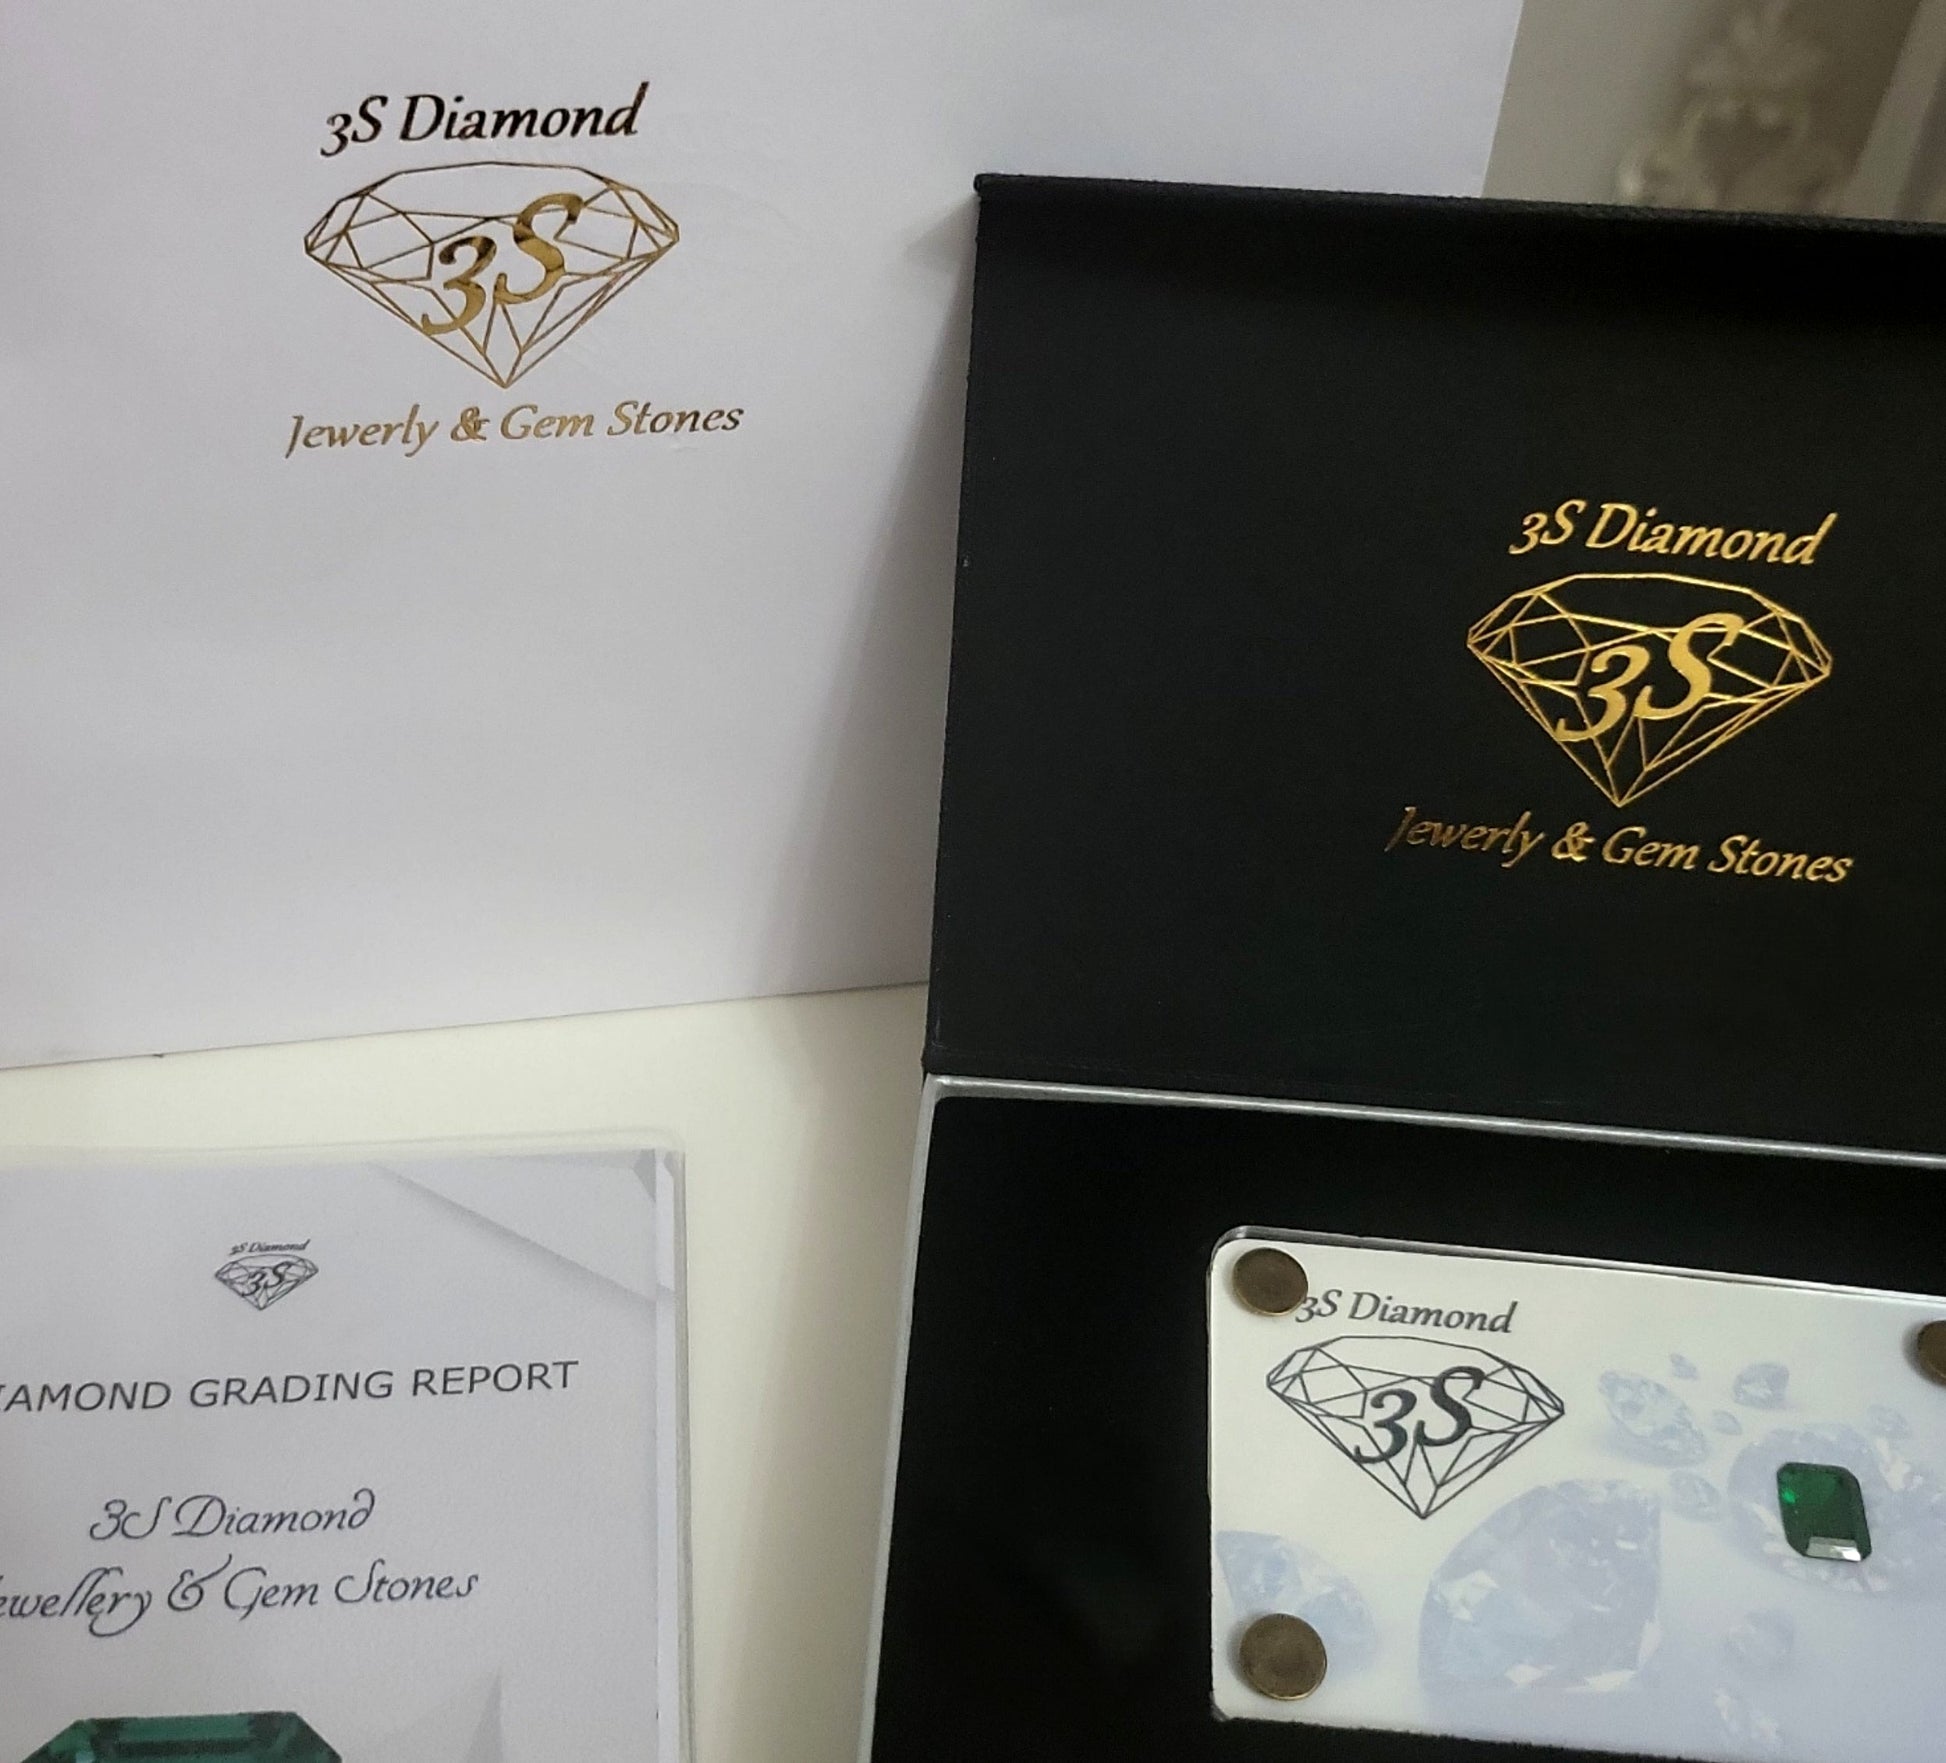 3S Diamond
3S
Jewerly & Gem Stones
3S Diamond
3S
Jewerly & Gem Stones
3S Diamond
3S
IAMOND GRADING REPORT
3S Diamond
ewellery & Gem Stones
3S Diamond
3S